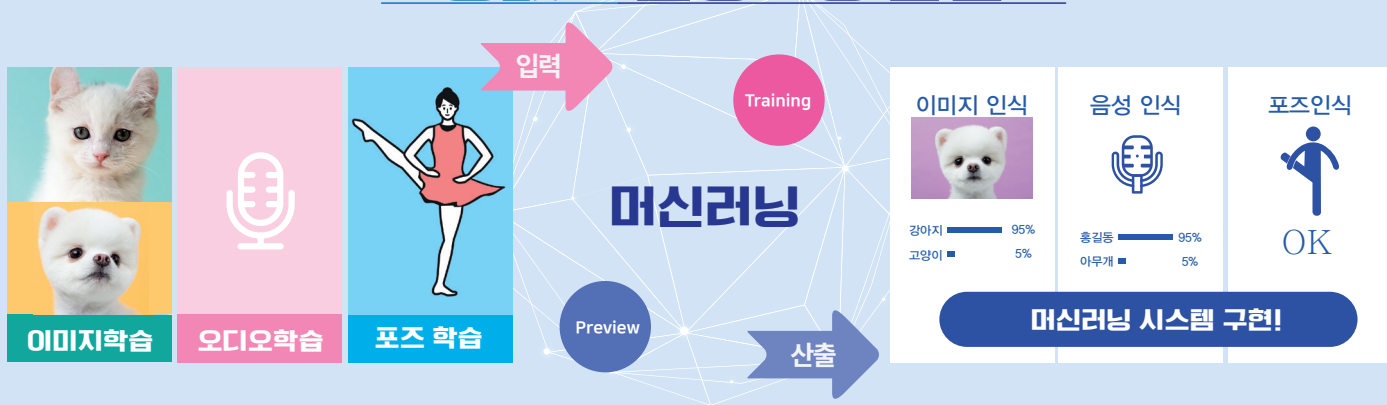 이미지학습
오디오학습
포즈 학습
입력
Training
머신러닝
Preview
산출
이미지 인식
강아지 95%
고양이 5%
음성 인식
홍길동 95%
아무개 5%
포즈인식
OK
머신러닝 시스템 구현!